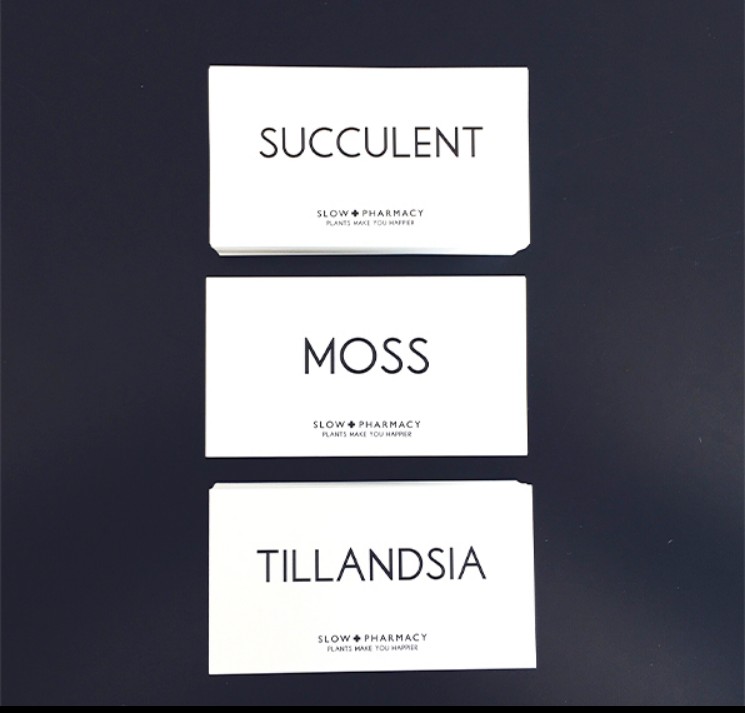 SUCCULENT
SLOW✚PHARMACY
PLANTS MAKE YOU HAPPIER
MOSS
SLOW✚PHARMACY
PLANTS MAKE YOU HAPPIER
TILLANDSIA
SLOW✚PHARMACY
PLANTS MAKE YOU HAPPIER